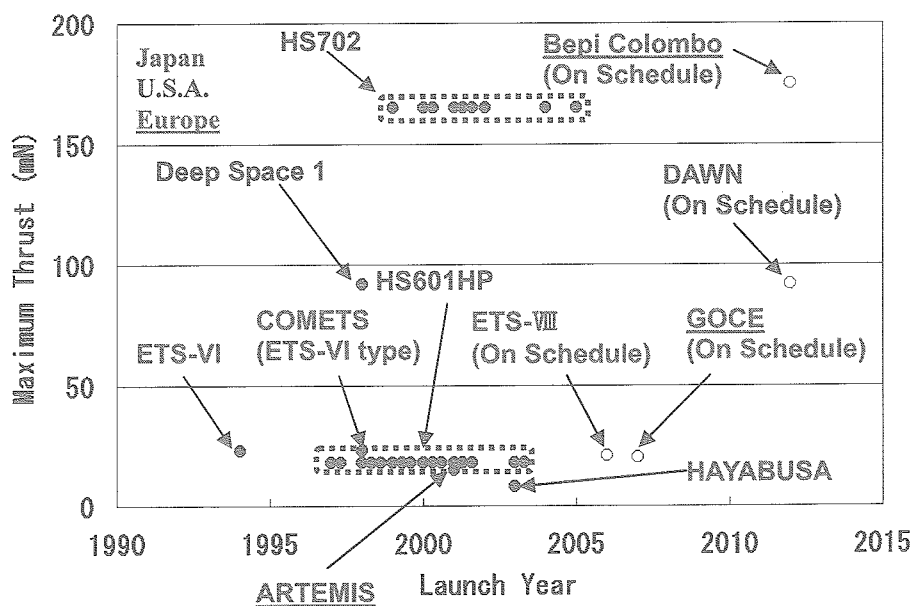 200
150
100
50
0
Maximum Thrust (mN)
Japan
U.S.A.
Europe
HS702
Bepi Colombo
(On Schedule)
Deep Space 1
DAWN
(On Schedule)
HS601HP
COMETS
(ETS-VI type)
ETS-VI
ETS-Ⅷ
(On Schedule)
GOCE
(On Schedule)
HAYABUSA
ARTEMIS
1990
1995
2000
2005
2010
2015
Launch Year